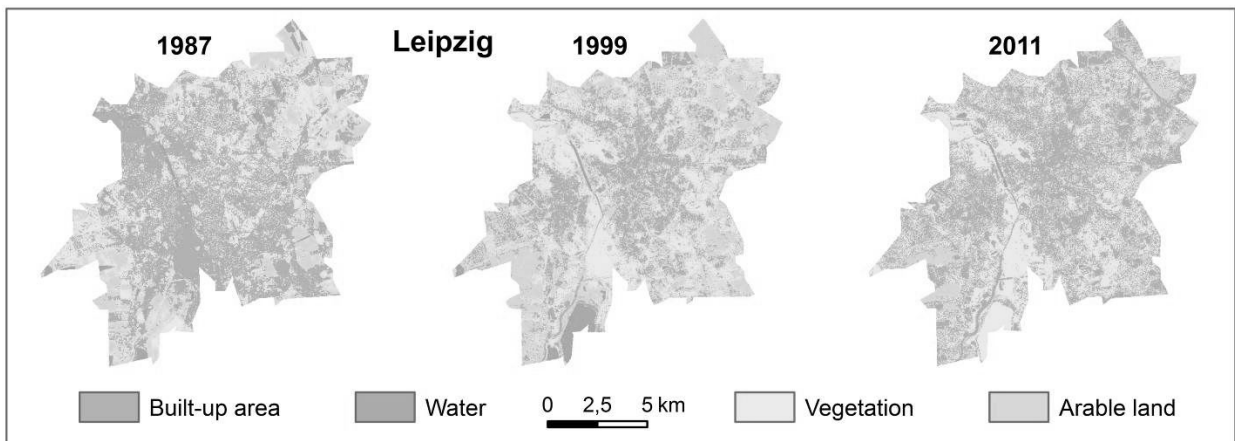 1987
Leipzig
1999
2011
Built-up area
Water
0 2,5 5 km
Vegetation
Arable land